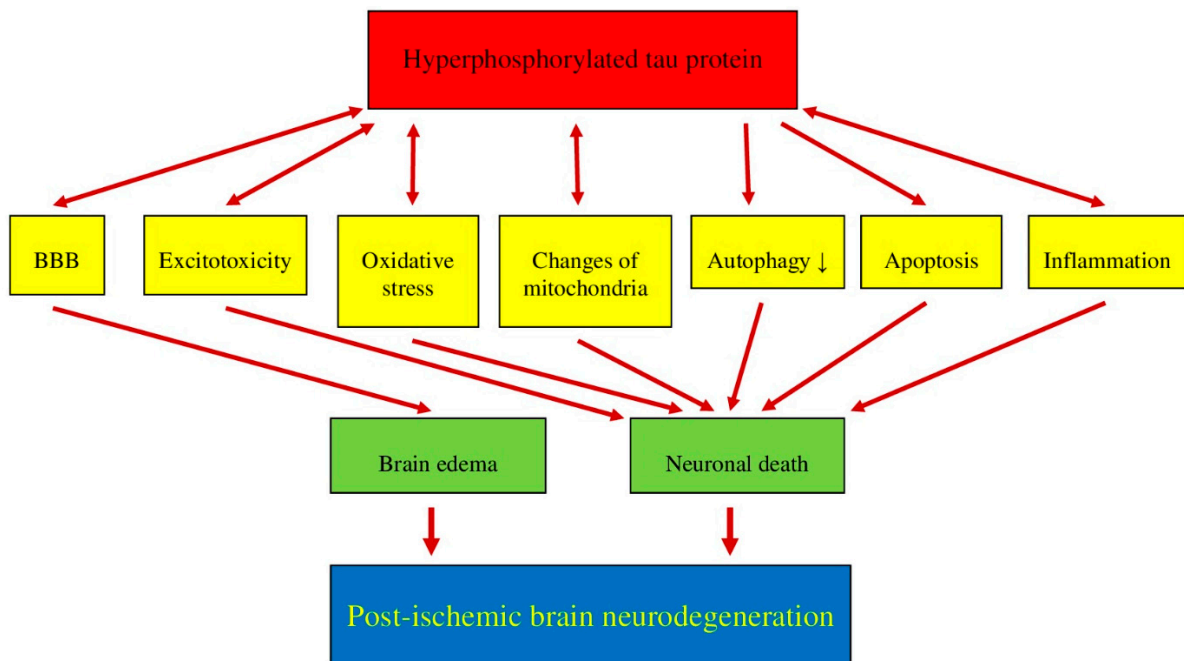 Hyperphosphorylated tau protein
BBB
Excitotoxicity
Oxidative
stress
Changes of
mitochondria
Autophagy ↓
Apoptosis
Inflammation
Brain edema
Neuronal death
Post-ischemic brain neurodegeneration